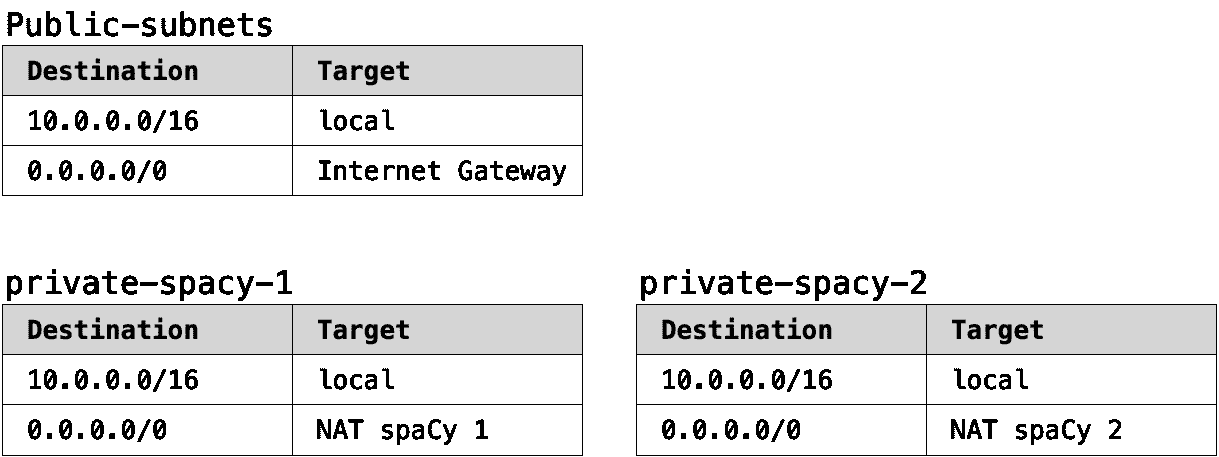 Public-subnets
Destination Target
10.0.0.0/16 local
0.0.0.0/0 Internet Gateway
private-spacy-1
Destination Target
10.0.0.0/16 local
0.0.0.0/0 NAT spaCy 1
private-spacy-2
Destination Target
10.0.0.0/16 local
0.0.0.0/0 NAT spaCy 2